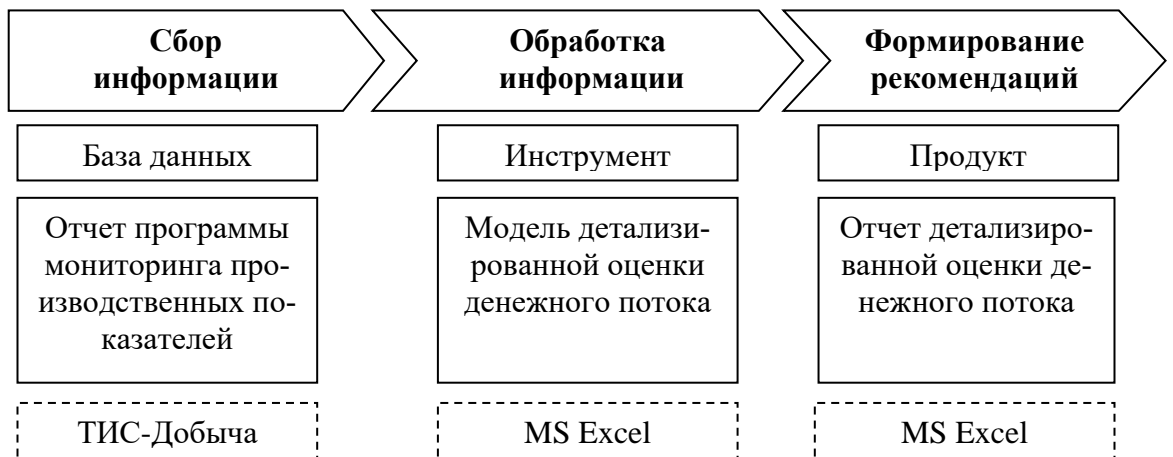 Сбор
информации
Обработка
информации
Формирование
рекомендаций
База данных
Инструмент
Продукт
Отчет программы
мониторинга про-
изводственных по-
казателей
Модель детализи-
рованной оценки
денежного потока
Отчет детализиро-
ванной оценки де-
нежного потока
ТИС-Добыча
MS Excel
MS Excel